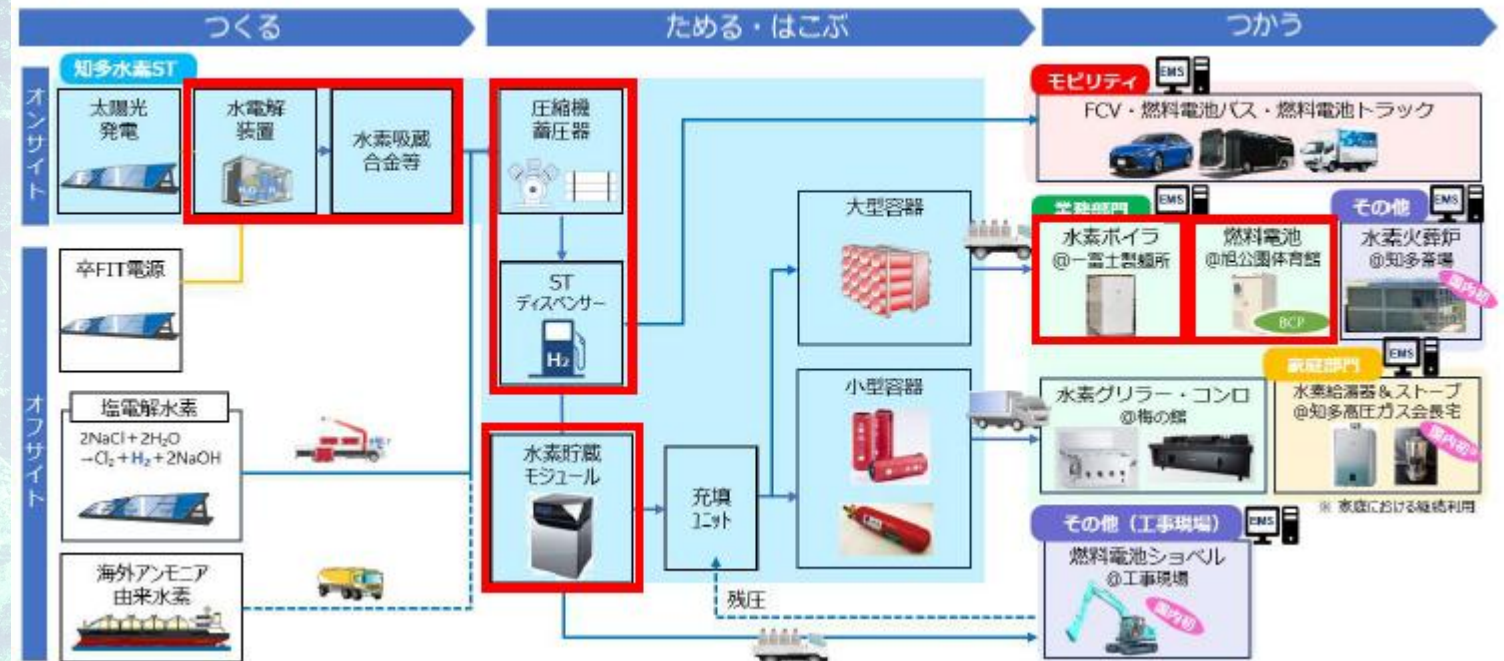 つくる
ため​る・はこぶ
つかう
オンサイト
知多水素ST
太陽光
発電
水電解
装置
水素吸蔵
合金等
圧縮機
蓄圧器
ST
ディスペンサー
H₂
オフサイト
卒FIT電源
塩電解水素
2NaCl+2H₂O
→Cl₂+H₂+2NaOH
海外アンモニア
由来水素
水素貯蔵
モジュール
充填
ユニット
大型容器
小型容器
残圧
モビリティ
EMS
FCV・燃料電池バス・燃料電池トラック
業務部門
EMS
水素ボイラ
@一富士製麺所
燃料電池
@旭公園体育館
BCP
その他
EMS
水素火葬炉
@知多斎場
国内初
水素グリラー・コンロ
@梅の館
家庭部門
EMS
水素給湯器&ストーブ
@知多高圧ガス会長宅
国内初※
※ 家庭における継続利用
その他(工事現場)
EMS
燃料電池ショベル
@工事現場
国内初